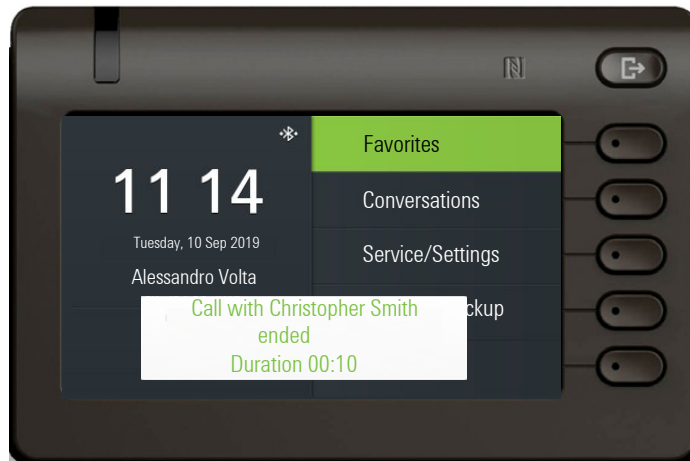 11 14
Tuesday, 10 Sep 2019
Alessandro Volta
Favorites
Conversations
Service/Settings
Call with Christopher Smith
ended
Duration 00:10